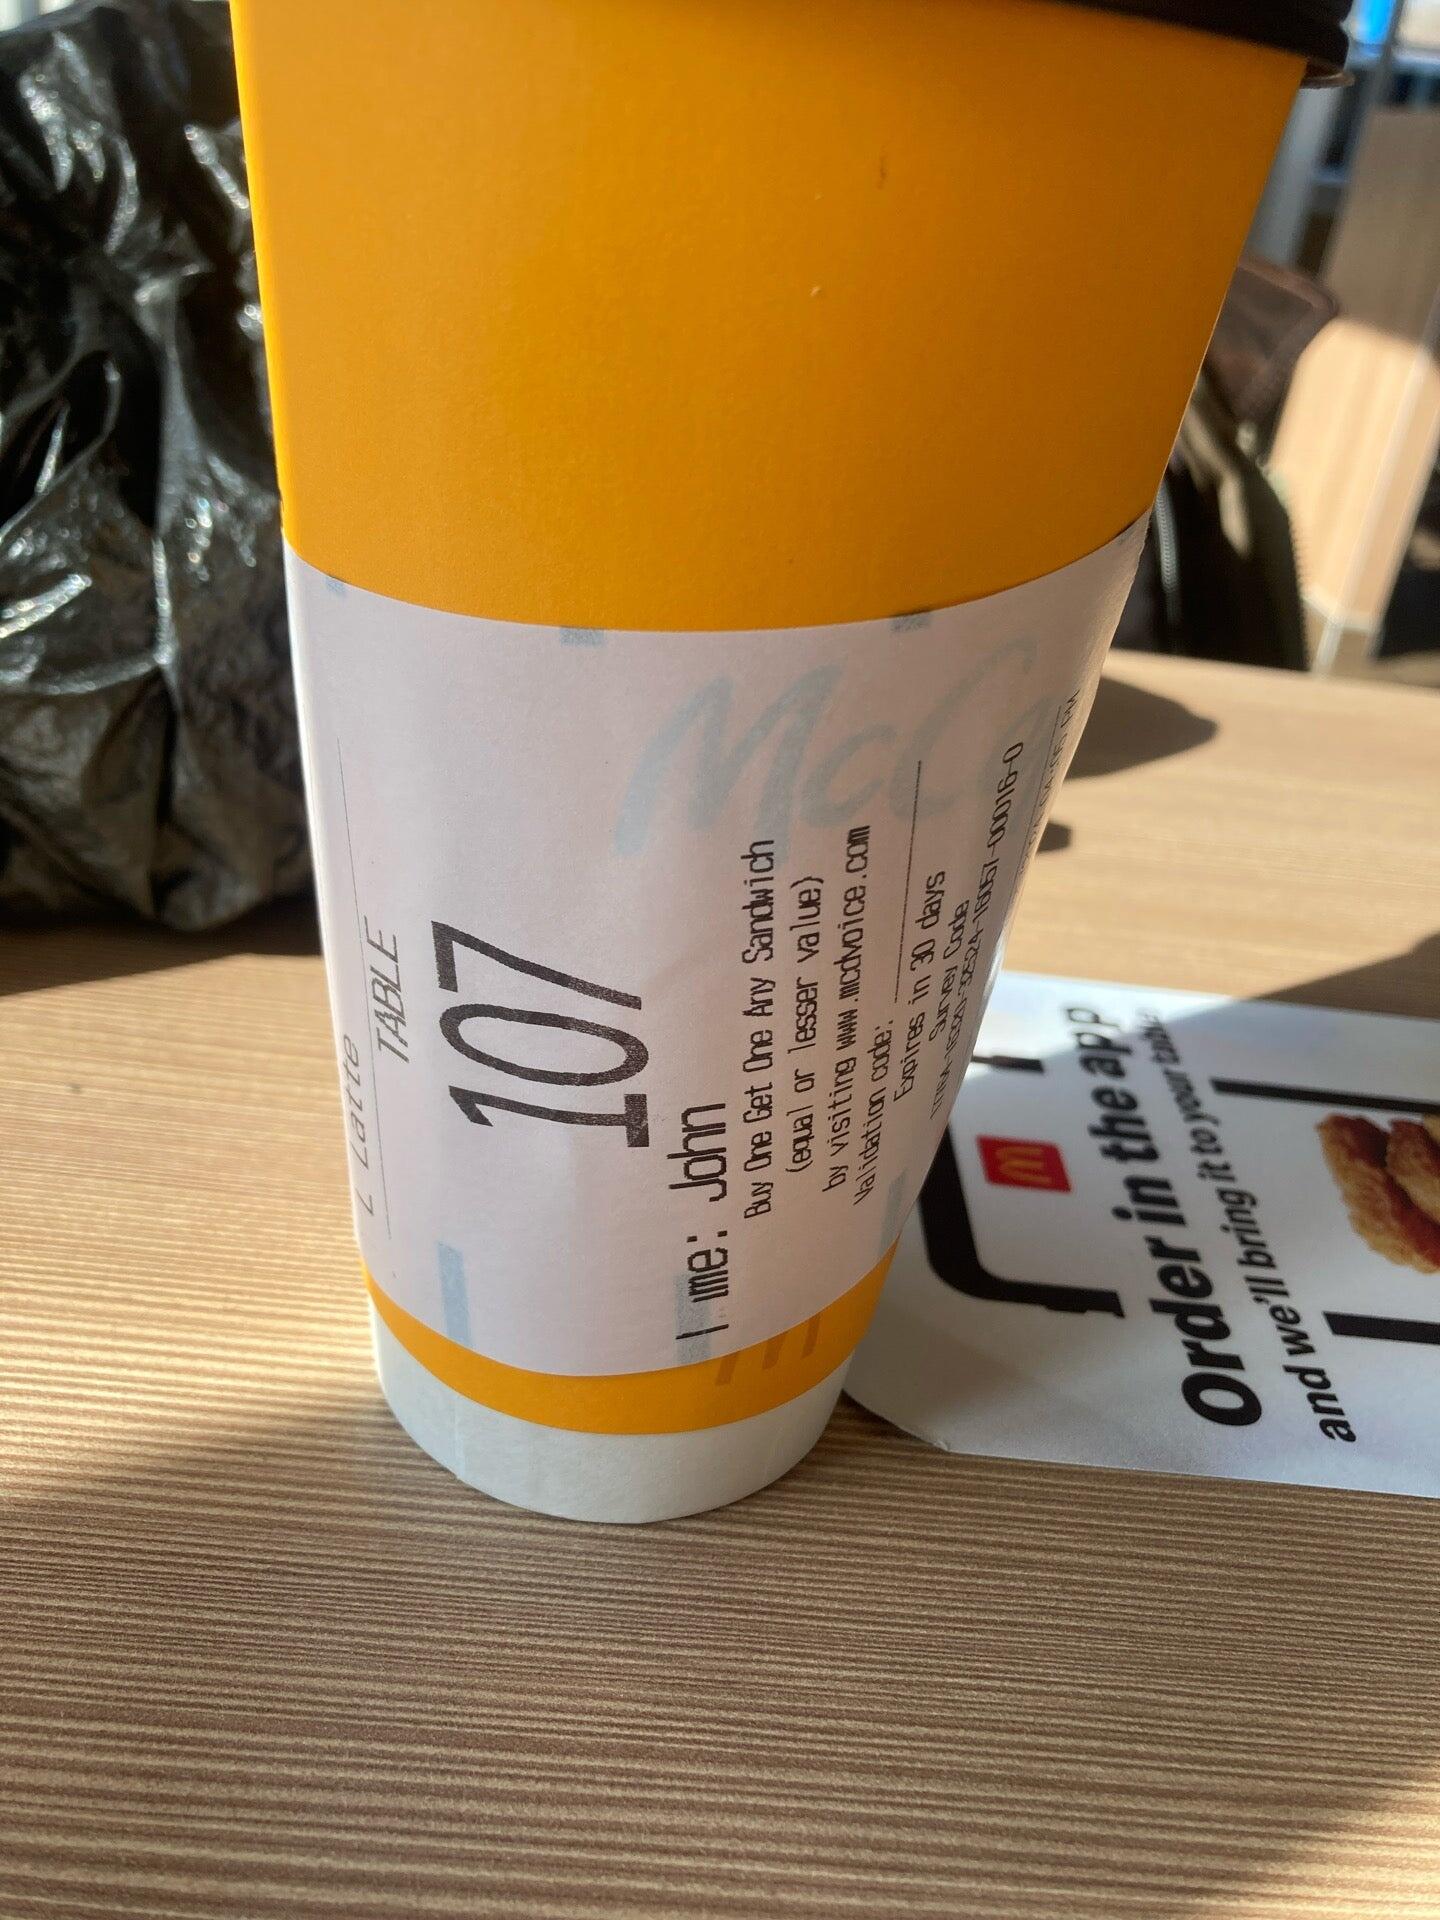 Latte
TABLE
107
ime: John
Buy One Get One Any Sandwich
(equal or lesser value)
by visiting www.mcdvoice.com
Validation code:
Expires in 30 days
Survey Code
McC
m
Order in the app
and we'll bring it to your table